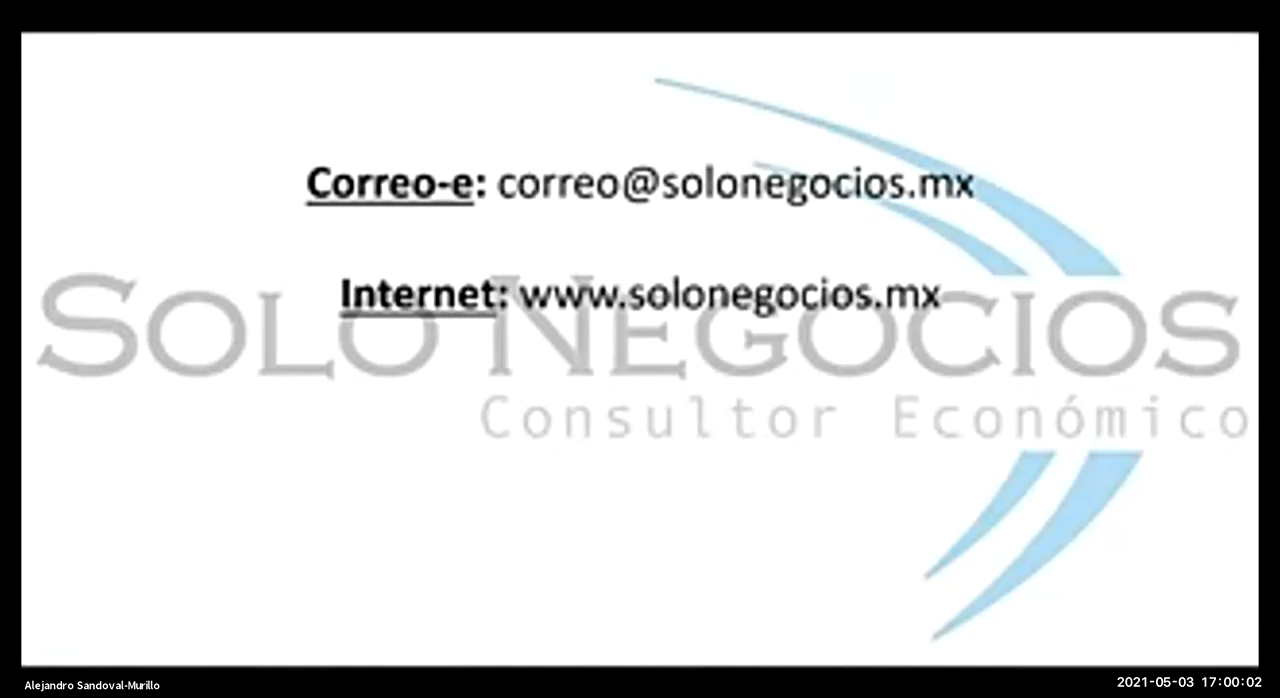 Correo-e: correo@solonegocios.mx
Internet: www.solonegocios.mx
SOLO NEGOCIOS
Consultor Económico
Alejandro Sandoval-Murillo
2021-05-03 17:00:02